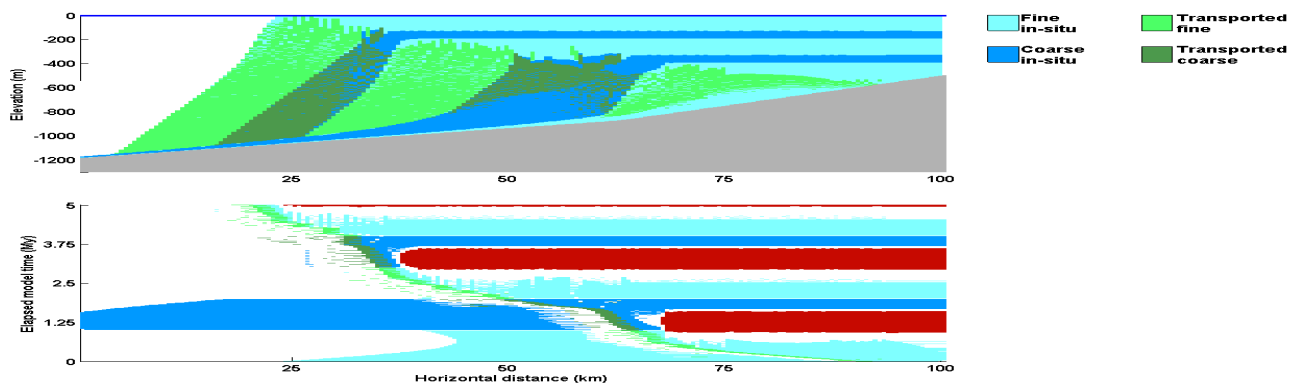 0
-200
-400
-600
-800
-1000
-1200
Elevation (m)
25
50
75
100
Fine
in-situ
Transported
fine
Coarse
in-situ
Transported
coarse
5
3.75
2.5
1.25
0
Elapsed model time (My)
25
50
75
100
Horizontal distance (km)